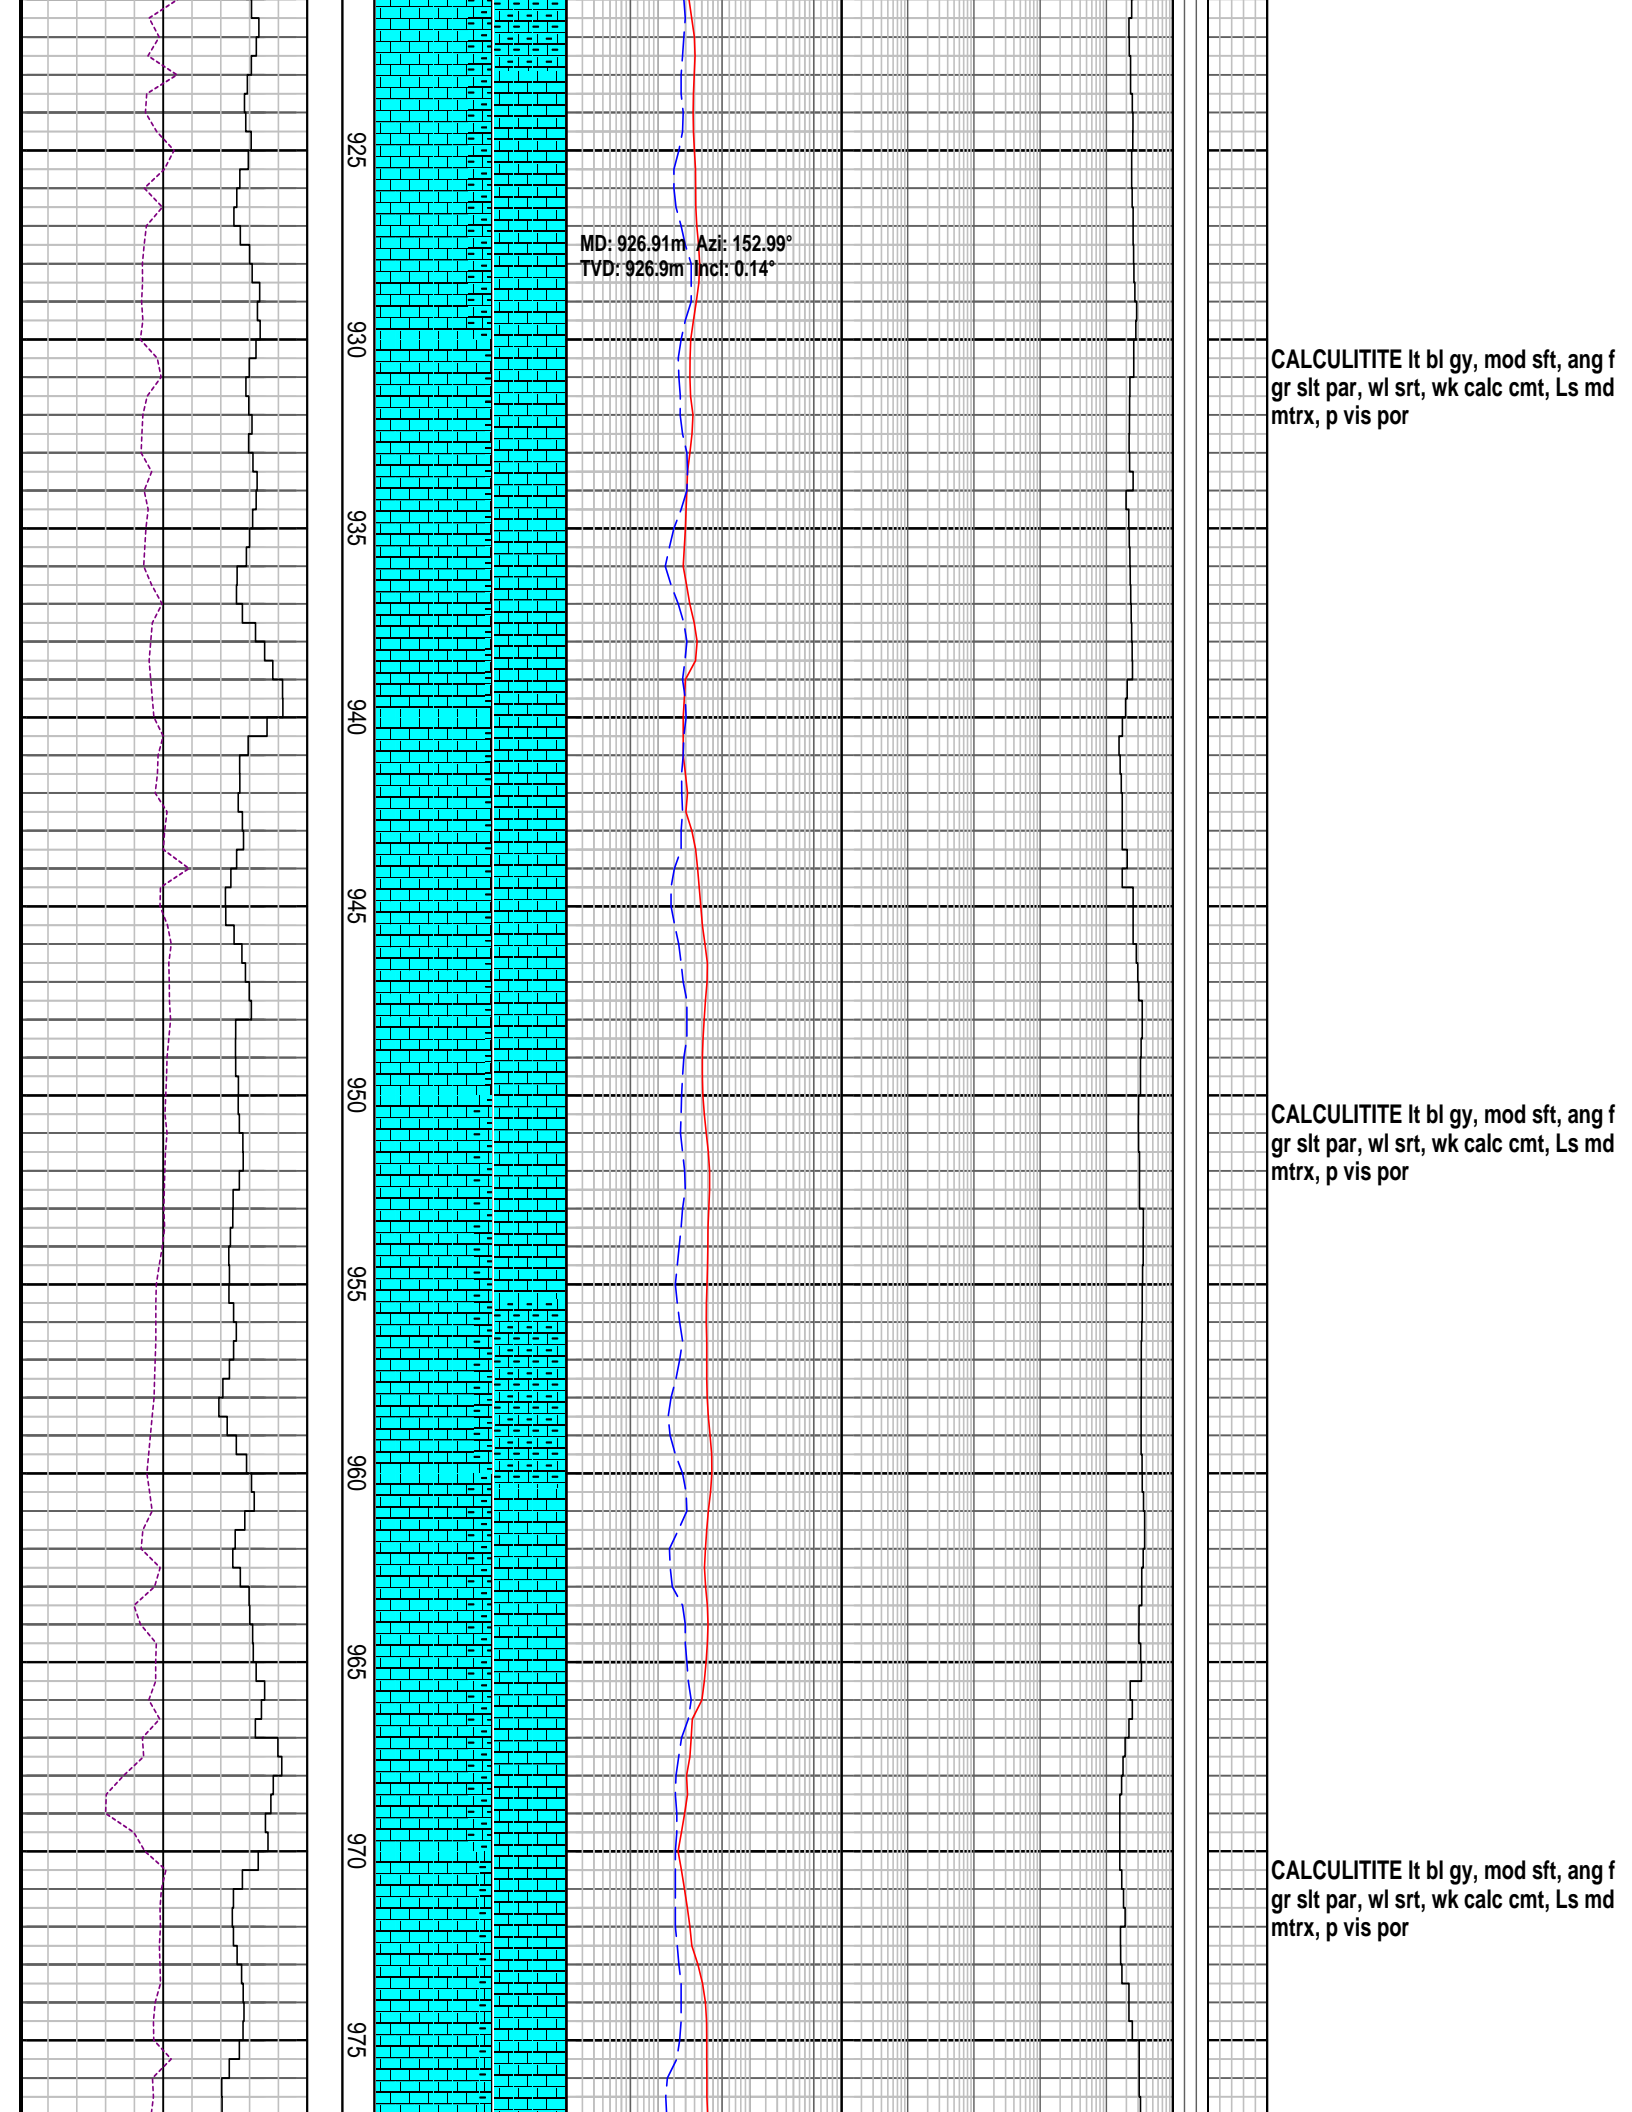 925
MD: 926.91m Azi: 152.99°
TVD: 926.9m Incl: 0.14°
930
CALCULITITE lt bl gy, mod sft, ang f
gr slt par, wl srt, wk calc cmt, Ls md
mtrx, p vis por
935
940
945
950
CALCULITITE lt bl gy, mod sft, ang f
gr slt par, wl srt, wk calc cmt, Ls md
mtrx, p vis por
955
960
965
970
CALCULITITE lt bl gy, mod sft, ang f
gr slt par, wl srt, wk calc cmt, Ls md
mtrx, p vis por
975